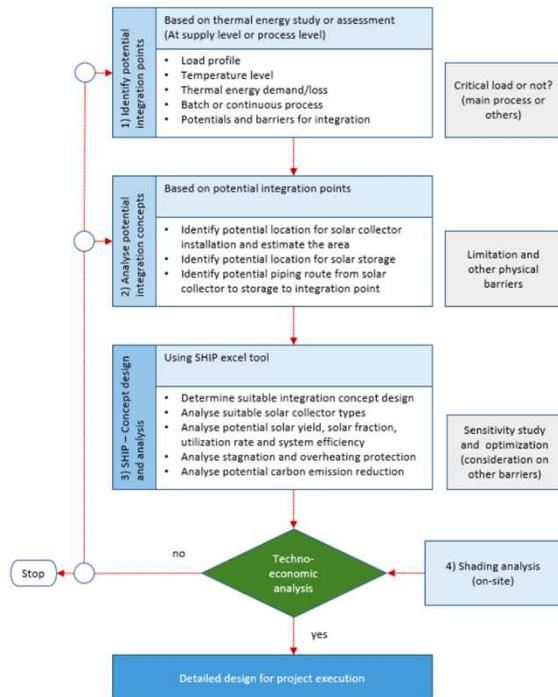 1) Identify potential
integration points
Based on thermal energy study or assessment
(At supply level or process level)
• Load profile
• Temperature level
• Thermal energy demand/loss
• Batch or continuous process
• Potentials and barriers for integration
Critical load or not?
(main process or
others)
2) Analyse potential
integration concepts
Based on potential integration points
• Identify potential location for solar collector
installation and estimate the area
• Identify potential location for solar storage
• Identify potential piping route from solar
collector to storage to integration point
Limitation and
other physical
barriers
3) SHIP – Concept design
and analysis
Using SHIP excel tool
• Determine suitable integration concept design
• Analyse suitable solar collector types
• Analyse potential solar yield, solar fraction,
utilization rate and system efficiency
• Analyse stagnation and overheating protection
• Analyse potential carbon emission reduction
Sensitivity study
and optimization
(consideration on
other barriers)
Stop
no
Techno-
economic
analysis
4) Shading analysis
(on-site)
yes
Detailed design for project execution